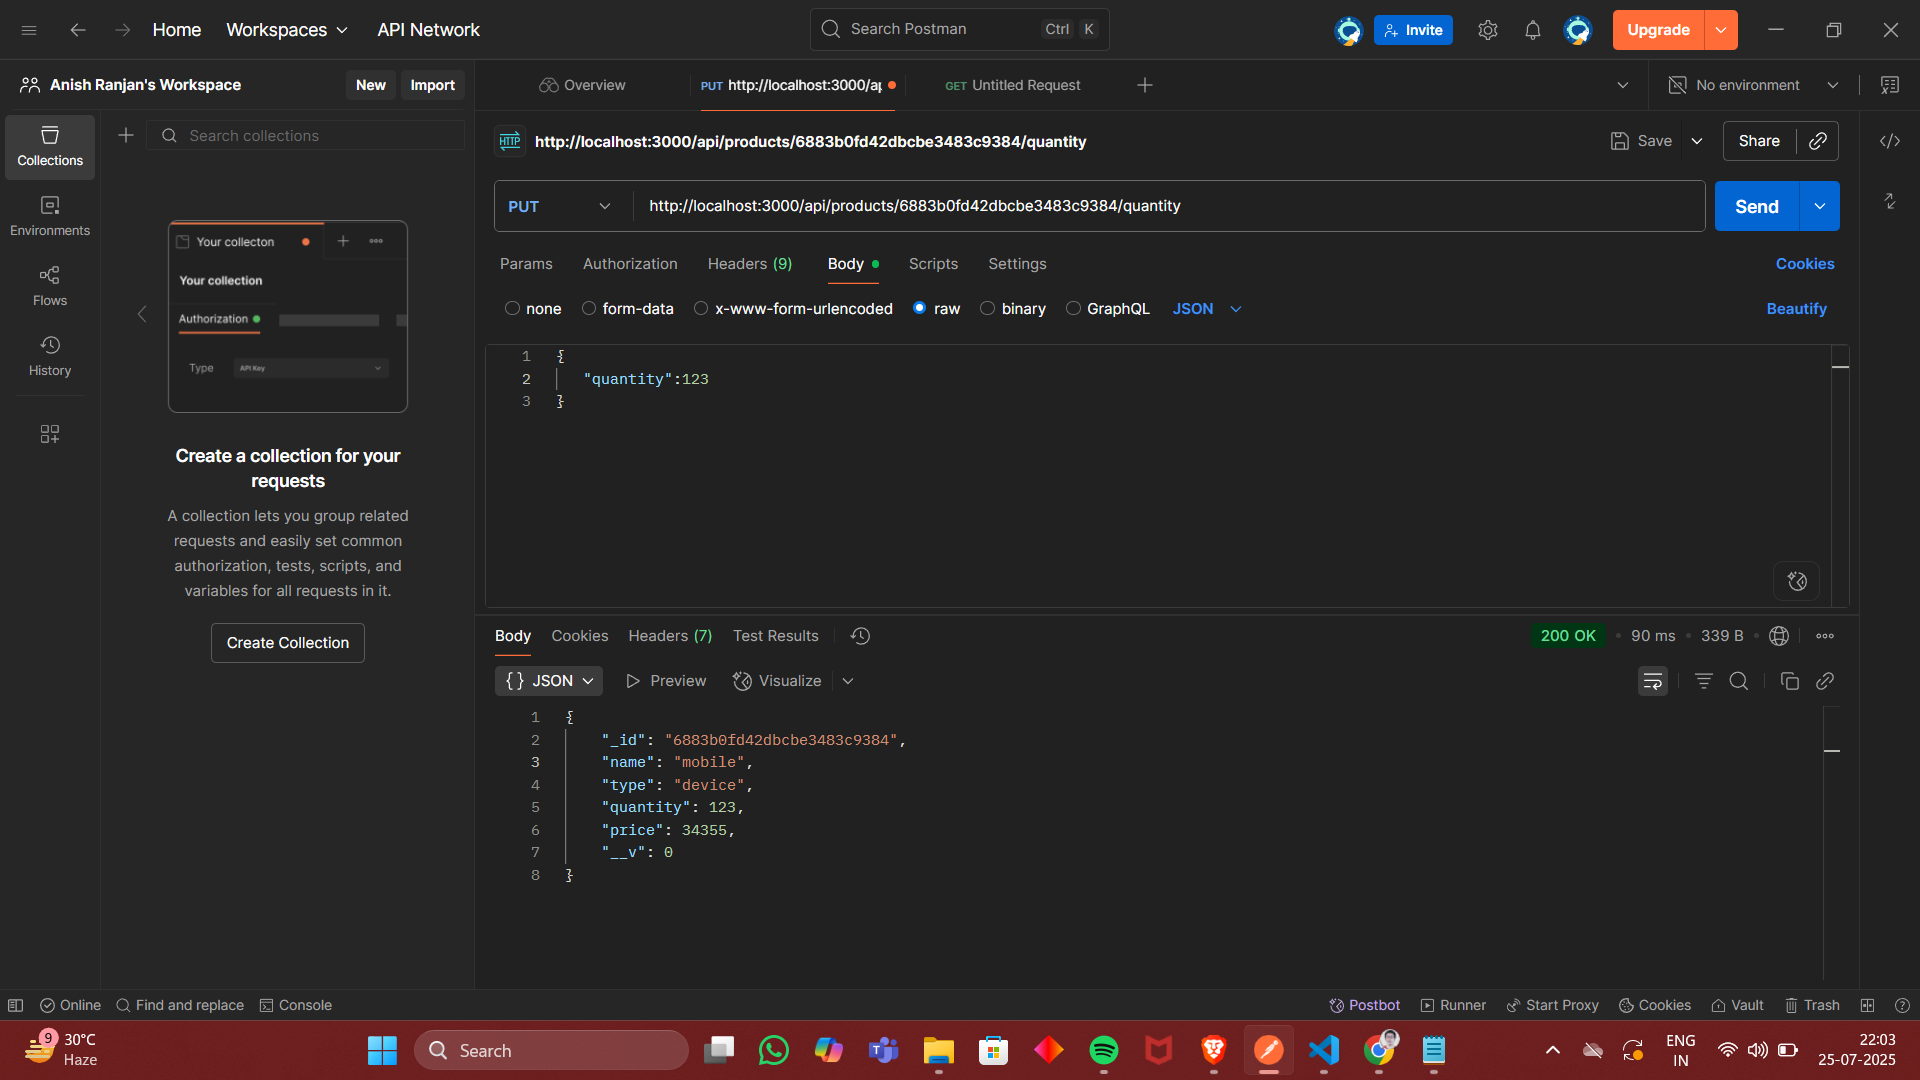 Home
Workspaces
API Network
Search Postman
Ctrl K
Invite
Upgrade
Anish Ranjan's Workspace
New
Import
Overview
PUT http://localhost:3000/ap
GET Untitled Request
No environment
Collections
Environments
Flows
History
Search collections
Your collecton
Your collection
Authorization
Type
API Key
Create a collection for your
requests
A collection lets you group related
requests and easily set common
authorization, tests, scripts, and
variables for all requests in it.
Create Collection
HTTP
http://localhost:3000/api/products/6883b0fd42dbcbe3483c9384/quantity
Save
Share
PUT
http://localhost:3000/api/products/6883b0fd42dbcbe3483c9384/quantity
Send
Params
Authorization
Headers (9)
Body
Scripts
Settings
Cookies
none
form-data
x-www-form-urlencoded
raw
binary
GraphQL
JSON
Beautify
1 {
2 "quantity":123
3 }
Body
Cookies
Headers (7)
Test Results
200 OK
90 ms
339 B
{} JSON
Preview
Visualize
1 {
2 "_id": "6883b0fd42dbcbe3483c9384",
3 "name": "mobile",
4 "type": "device",
5 "quantity": 123,
6 "price": 34355,
7 "__v": 0
8 }
Online
Find and replace
Console
Postbot
Runner
Start Proxy
Cookies
Vault
Trash
9
30°C
Haze
Search
ENG
IN
22:03
25-07-2025